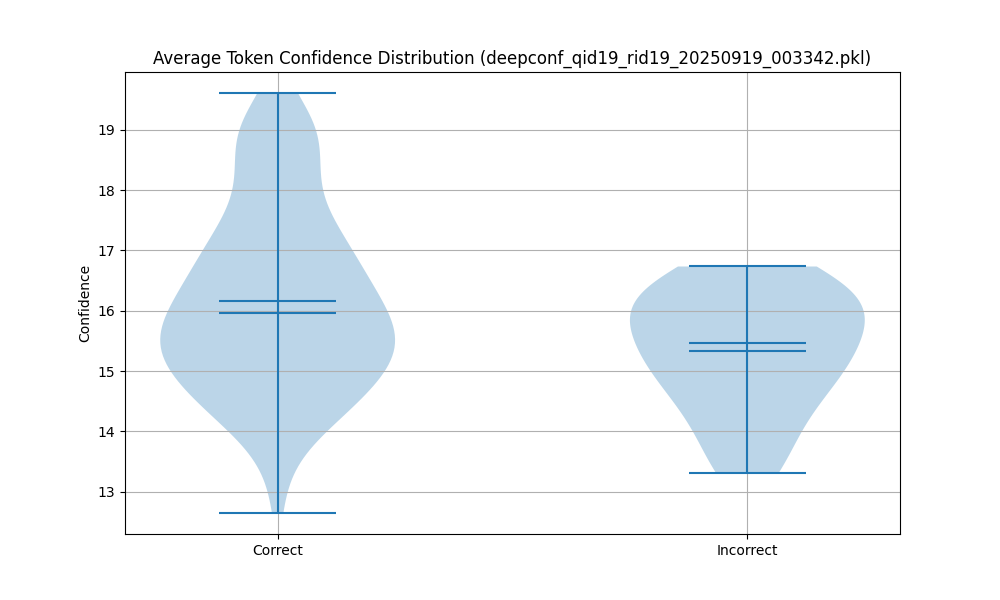 Average Token Confidence Distribution (deepconf_qid19_rid19_20250919_003342.pkl)
Confidence
19
18
17
16
15
14
13
Correct
Incorrect